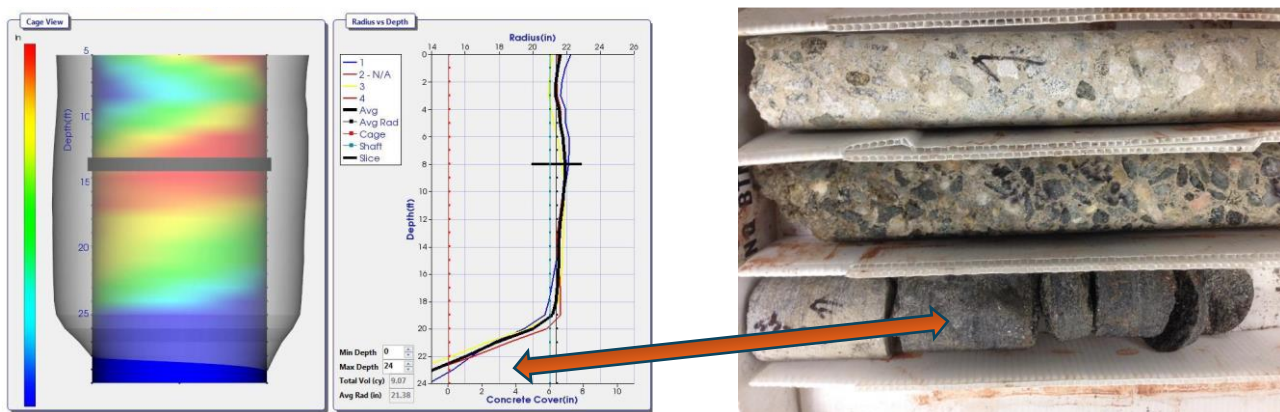 Cage View
in
5
10
15
20
25
Depth(ft)
Radius vs Depth
Radius(in)
14 16 18 20 22 24 26
1
2 - N/A
3
4
Avg
Avg Rad
Cage
Shaft
Slice
Depth(ft)
0
2
4
6
8
10
12
14
16
18
20
22
24
Min Depth 0
Max Depth 24
Total Vol (cy) 9.07
Avg Rad (in) 21.38
0 2 4 6 8 10
Concrete Cover(in)